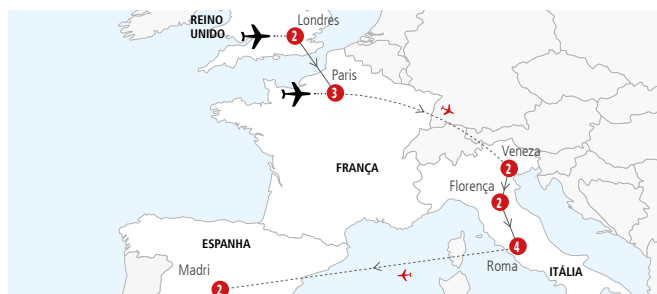 REINO
UNIDO
Londres
2
Paris
3
Veneza
2
FRANÇA
Florença
2
ESPANHA
4
Madri
Roma
ITÁLIA
2